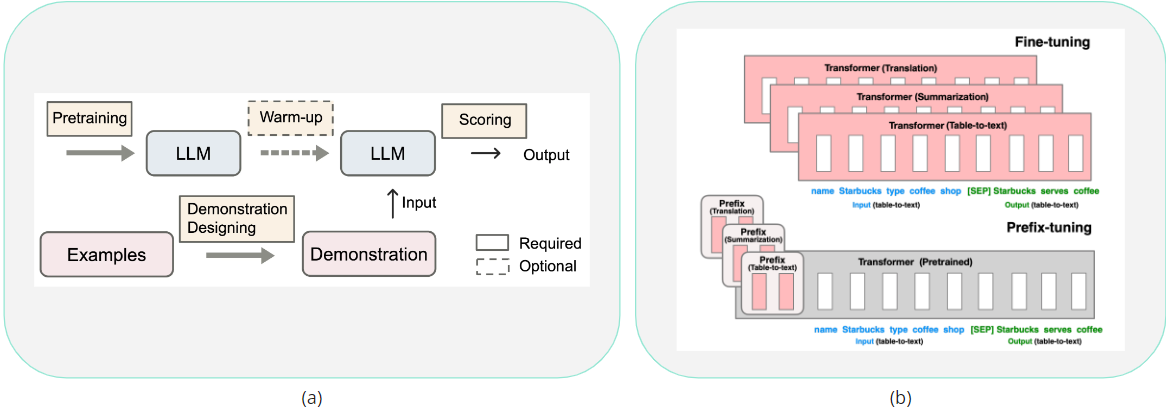 Pretraining
Warm-up
Scoring
LLM
LLM
Output
Input
Demonstration
Designing
Examples
Demonstration
Required
Optional
(a)
Fine-tuning
Transformer (Translation)
Transformer (Summarization)
Transformer (Table-to-text)
name Starbucks type coffee shop [SEP] Starbucks serves coffee
Input (table-to-text) Output (table-to-text)
Prefix-tuning
Prefix
(Translation)
Prefix
(Summarization)
Prefix
(Table-to-text)
Transformer (Pretrained)
name Starbucks type coffee shop [SEP] Starbucks serves coffee
Input (table-to-text) Output (table-to-text)
(b)